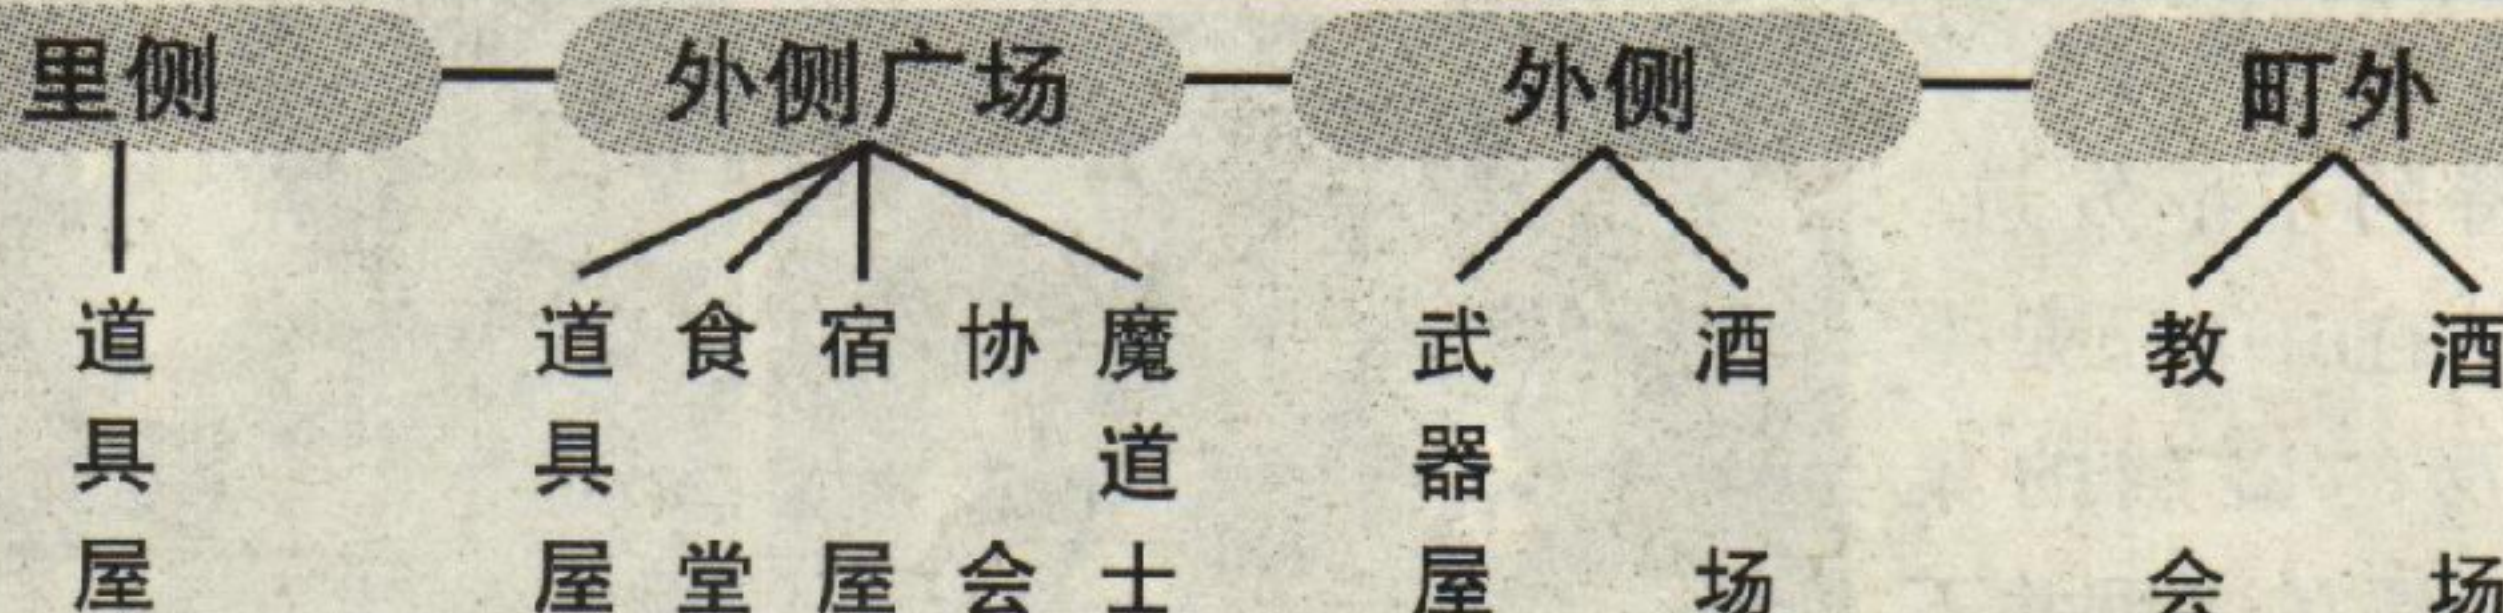 里侧
外侧广场
外侧
町外
道具屋
道具屋
食堂
宿屋
协会
魔道士
武器屋
酒场
教会
酒场